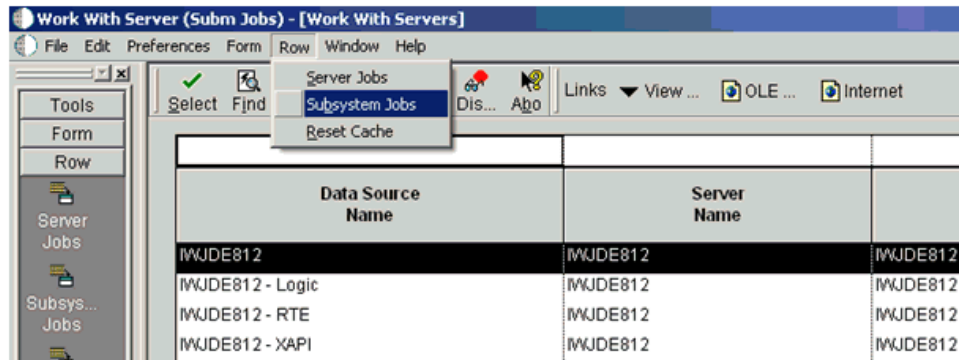 Work With Server (Subm Jobs) - [Work With Servers]
File Edit Preferences Form Row Window Help
Server Jobs
Subsystem Jobs
Reset Cache
Select Find Dis... Abo Links View ... OLE ... Internet
Tools
Form
Row
Server
Jobs
Subsys...
Jobs
Data Source
Name
Server
Name
IWJDE812 IWJDE812 IWJDE812
IWJDE812 - Logic IWJDE812 IWJDE812
IWJDE812 - RTE IWJDE812 IWJDE812
IWJDE812 - XAPI IWJDE812 IWJDE812